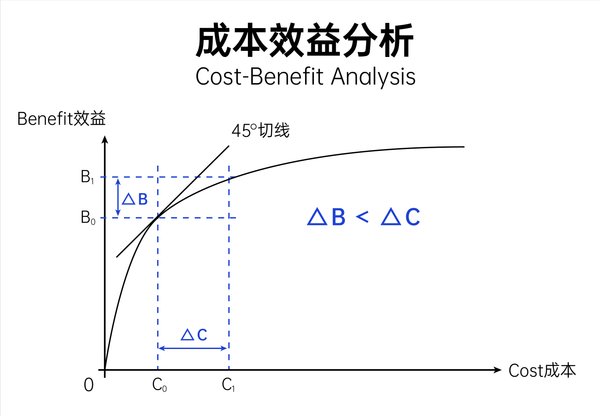 成本效益分析
Cost-Benefit Analysis
Benefit效益
45°切线
B₁
△B
B₀
△B < △C
△C
Cost成本
0
C₀
C₁